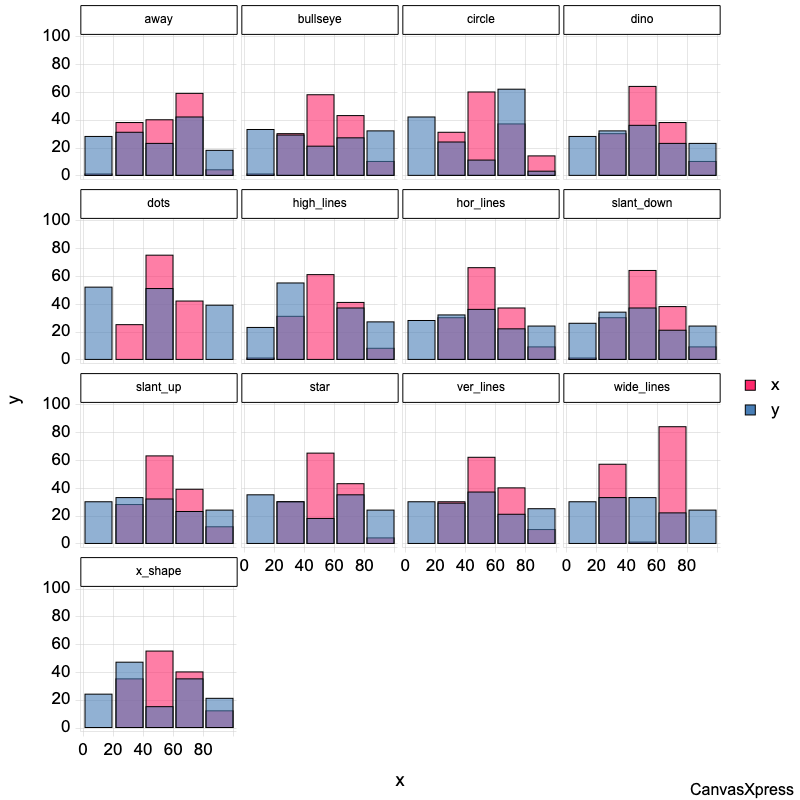 away bullseye circle dino
100
80
60
40
20
0
dots high_lines hor_lines slant_down
100
80
60
40
20
0
slant_up star ver_lines wide_lines
100
80
60
40
20
0
x
y
y
0 20 40 60 80 0 20 40 60 80 0 20 40 60 80
x_shape
100
80
60
40
20
0
0 20 40 60 80
x
CanvasXpress